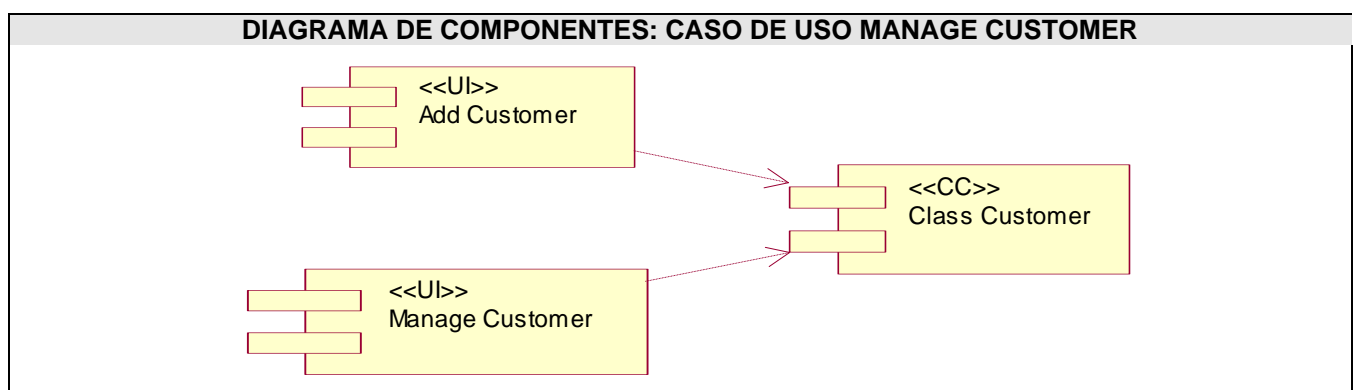 DIAGRAMA DE COMPONENTES: CASO DE USO MANAGE CUSTOMER
<<UI>>
Add Customer
<<CC>>
Class Customer
<<UI>>
Manage Customer